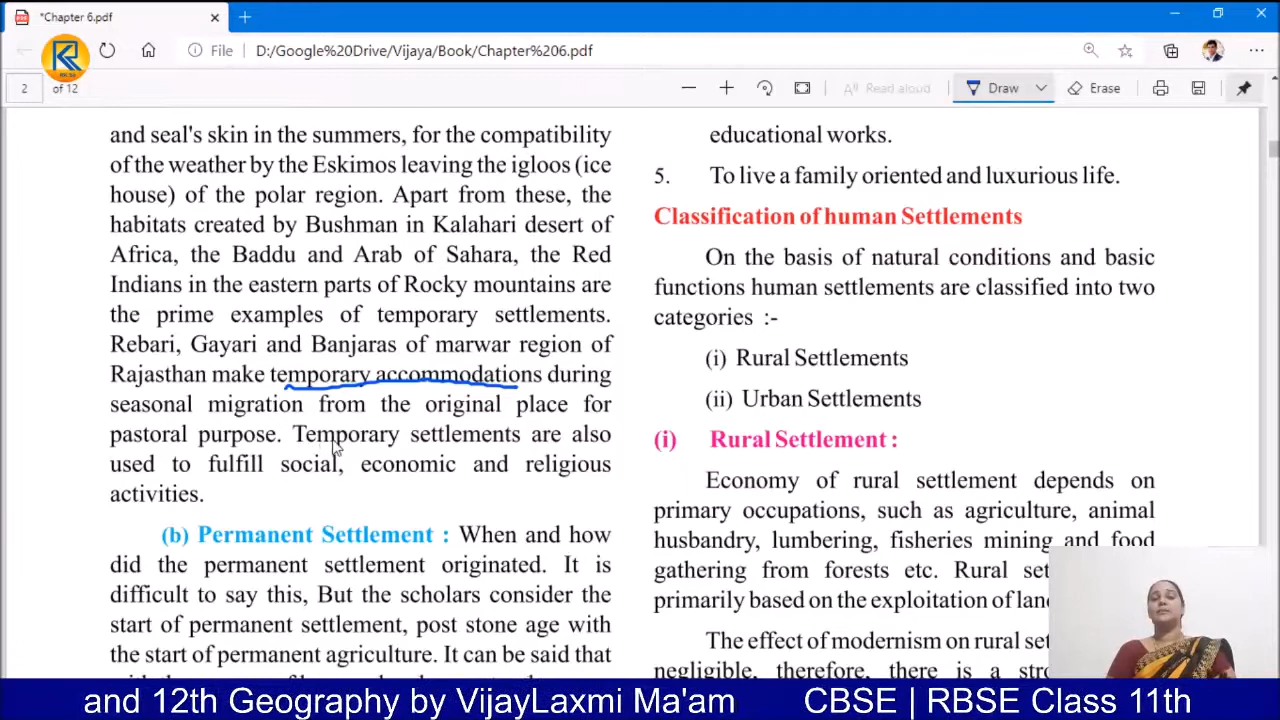 *Chapter 6.pdf
File
D:/Google%20Drive/Vijaya/Book/Chapter%206.pdf
2
of 12
Read aloud
Draw
Erase
and seal's skin in the summers, for the compatibility
of the weather by the Eskimos leaving the igloos (ice
house) of the polar region. Apart from these, the
habitats created by Bushman in Kalahari desert of
Africa, the Baddu and Arab of Sahara, the Red
Indians in the eastern parts of Rocky mountains are
the prime examples of temporary settlements.
Rebari, Gayari and Banjaras of marwar region of
Rajasthan make temporary accommodations during
seasonal migration from the original place for
pastoral purpose. Temporary settlements are also
used to fulfill social, economic and religious
activities.
(b) Permanent Settlement : When and how
did the permanent settlement originated. It is
difficult to say this, But the scholars consider the
start of permanent settlement, post stone age with
the start of permanent agriculture. It can be said that
educational works.
5. To live a family oriented and luxurious life.
Classification of human Settlements
On the basis of natural conditions and basic
functions human settlements are classified into two
categories :-
(i) Rural Settlements
(ii) Urban Settlements
(i) Rural Settlement :
Economy of rural settlement depends on
primary occupations, such as agriculture, animal
husbandry, lumbering, fisheries mining and food
gathering from forests etc. Rural
primarily based on the exploitation of
The effect of modernism on rural
negligible, therefore, there is a
and 12th Geography by VijayLaxmi Ma'am CBSE | RBSE Class 11th